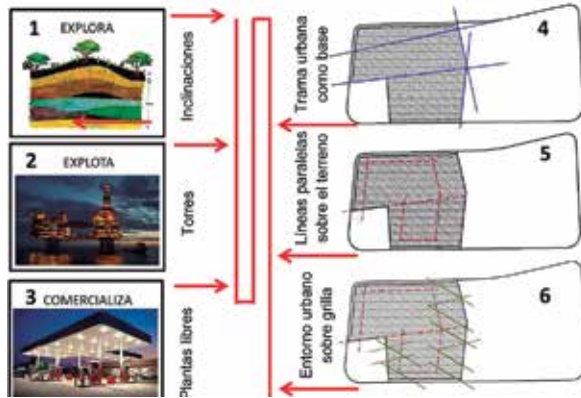 1 EXPLORA
Inclinaciones
2 EXPLOTA
Torres
3 COMERCIALIZA
Plantas libres
4
Trama urbana
como base
5
Líneas paralelas
sobre el terreno
6
Entorno urbano
sobre grilla